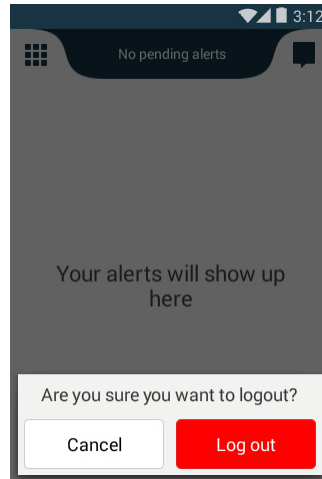 3:12
No pending alerts
Your alerts will show up
here
Are you sure you want to logout?
Cancel
Log out